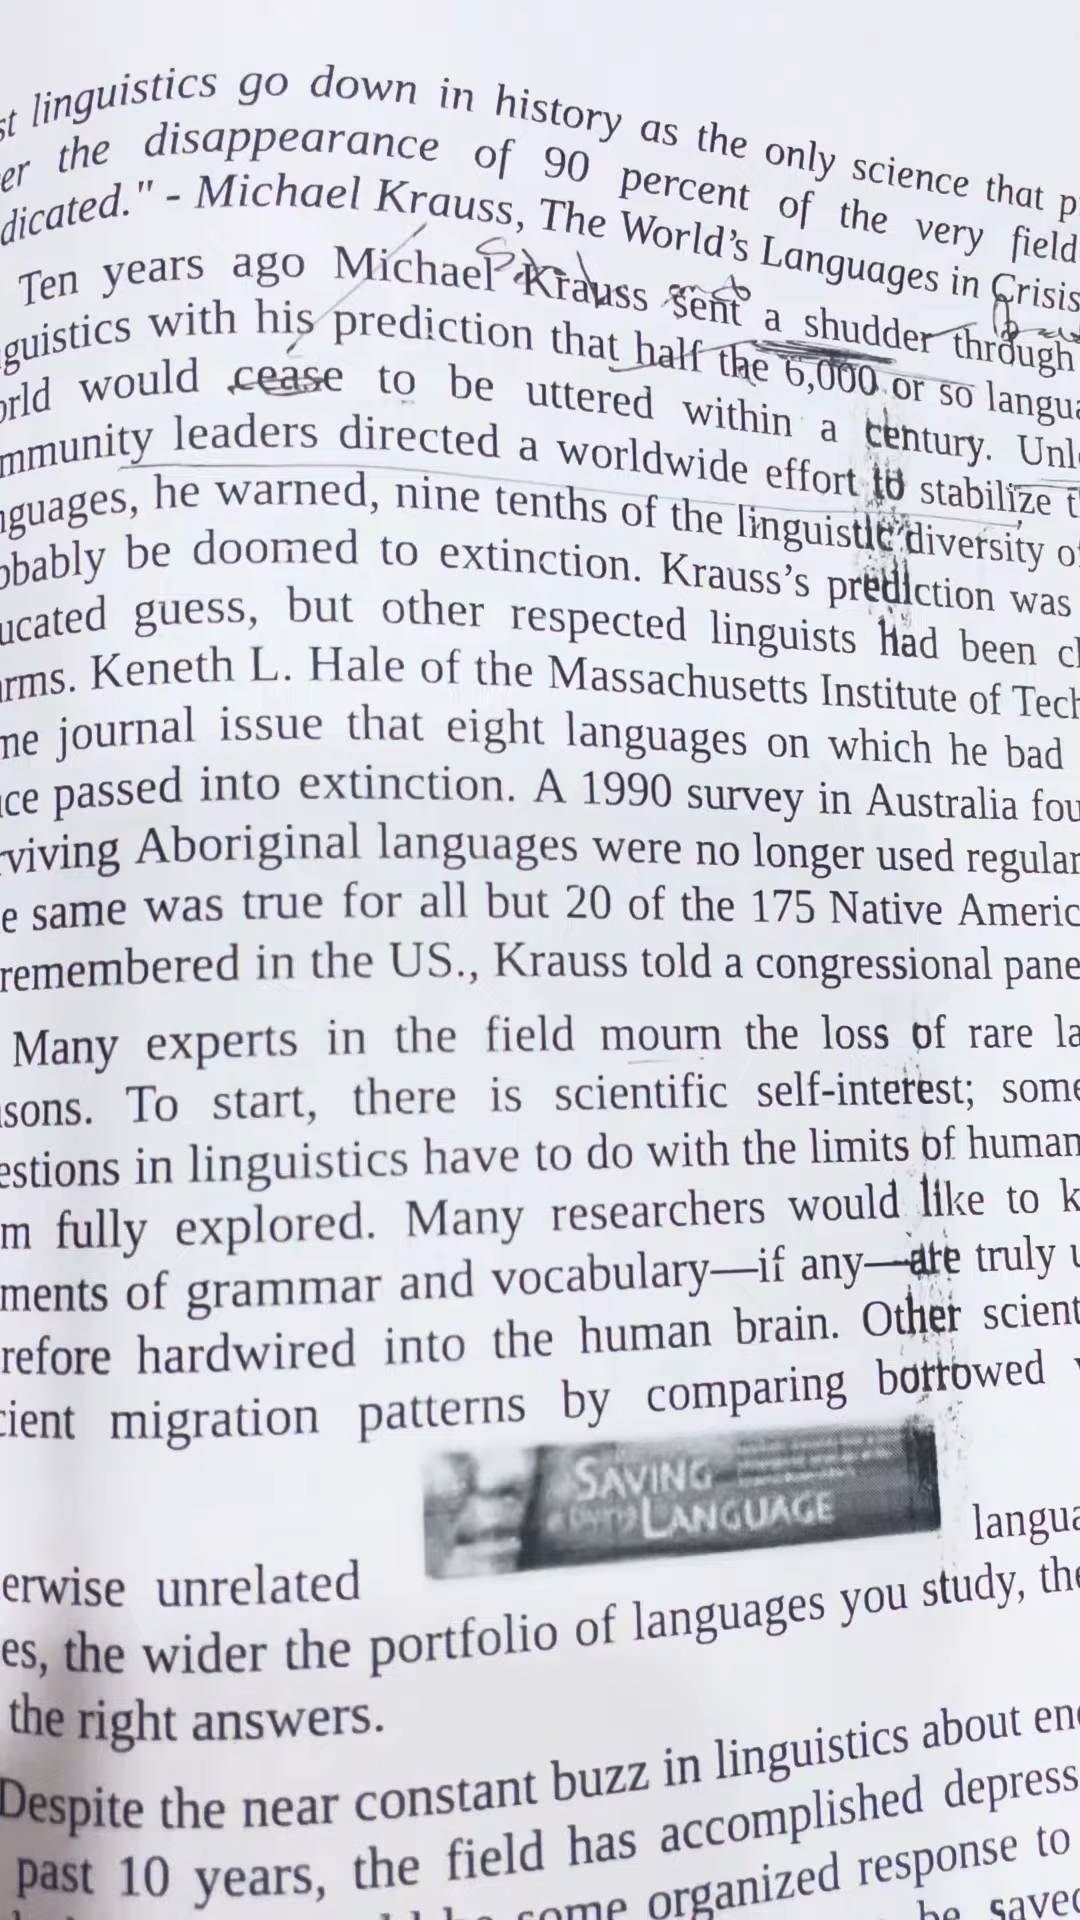 st linguistics go down in history as the only science that p
er the disappearance of 90 percent of the very field
dicated." - Michael Krauss, The World's Languages in Crisis
Ten years ago Michael Krauss sent a shudder through
guistics with his prediction that half the 6,000 or so langua
orld would cease to be uttered within a century. Unl
mmunity leaders directed a worldwide effort to stabilize t
nguages, he warned, nine tenths of the linguistic diversity o
obably be doomed to extinction. Krauss's prediction was
ucated guess, but other respected linguists had been cl
arms. Keneth L. Hale of the Massachusetts Institute of Tech
me journal issue that eight languages on which he bad
ce passed into extinction. A 1990 survey in Australia fou
rviving Aboriginal languages were no longer used regular
e same was true for all but 20 of the 175 Native Americ
remembered in the US., Krauss told a congressional pane
Many experts in the field mourn the loss of rare la
sons. To start, there is scientific self-interest; some
estions in linguistics have to do with the limits of human
m fully explored. Many researchers would like to k
ments of grammar and vocabulary—if any—are truly u
refore hardwired into the human brain. Other scient
cient migration patterns by comparing borrowed
SAVING
LANGUAGE
erwise unrelated langua
es, the wider the portfolio of languages you study, the
the right answers.
Despite the near constant buzz in linguistics about en
past 10 years, the field has accomplished depress
some organized response to
be saved